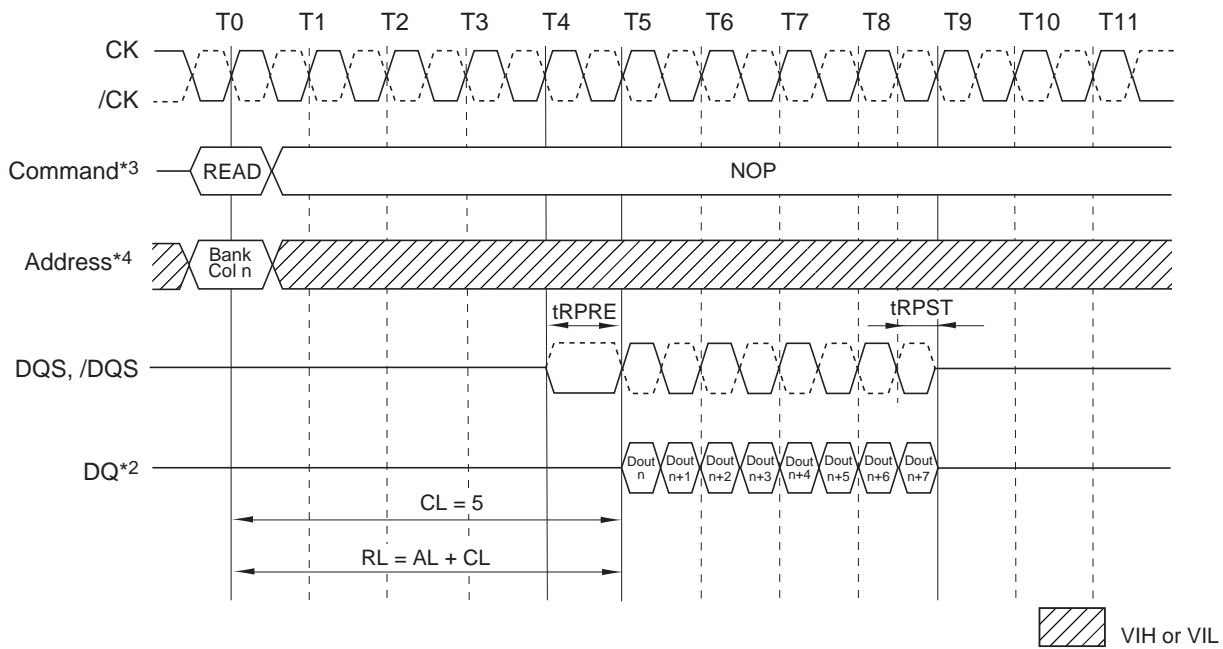 T0 T1 T2 T3 T4 T5 T6 T7 T8 T9 T10 T11
CK
/CK
Command*3 READ NOP
Address*4 Bank
Col n
tRPRE tRPST
DQS, /DQS
DQ*2 Dout Dout Dout Dout Dout Dout Dout Dout
n n+1 n+2 n+3 n+4 n+5 n+6 n+7
CL = 5
RL = AL + CL
VIH or VIL